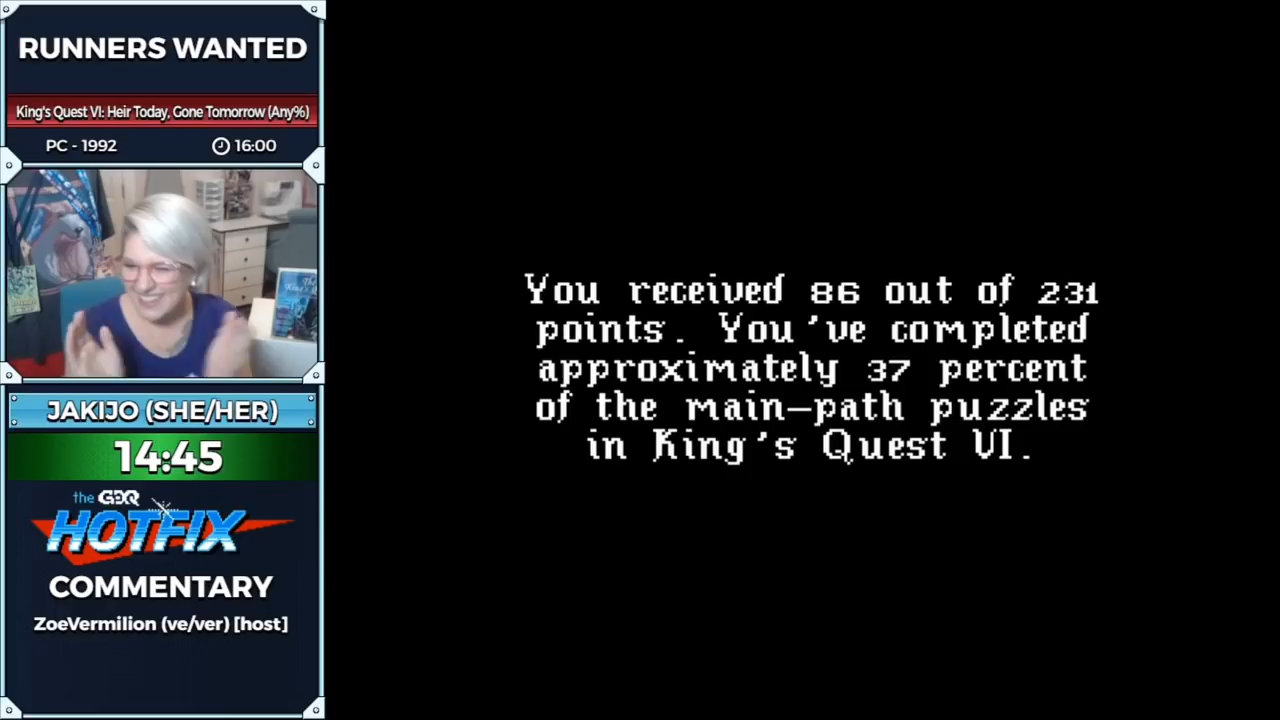 RUNNERS WANTED
King's Quest VI: Heir Today, Gone Tomorrow (Any%)
PC - 1992 16:00
JAKIJO (SHE/HER)
14:45
the GDQ
HOTFIX
COMMENTARY
ZoeVermilion (ve/ver) [host]
You received 86 out of 231
points. You've completed
approximately 37 percent
of the main-path puzzles
in King's Quest VI.